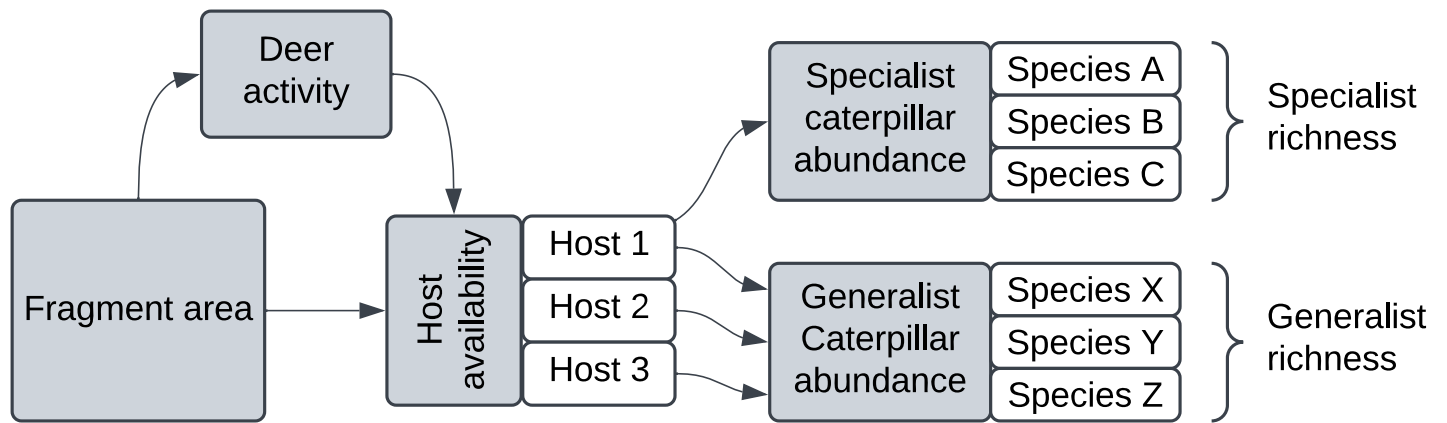 Deer
activity
Fragment area
Host
availability
Host 1
Host 2
Host 3
Specialist
caterpillar
abundance
Species A
Species B
Species C
Specialist
richness
Generalist
Caterpillar
abundance
Species X
Species Y
Species Z
Generalist
richness